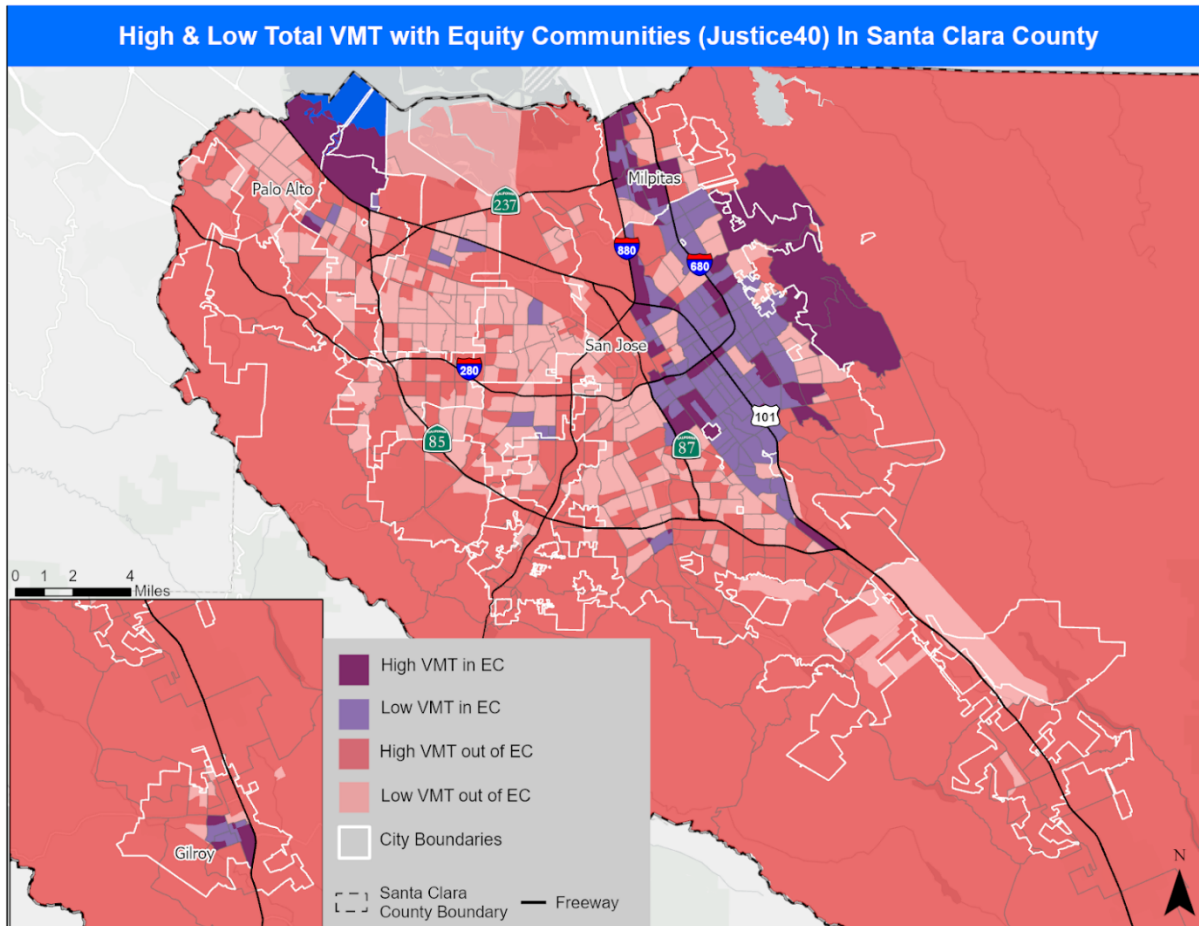 High & Low Total VMT with Equity Communities (Justice40) In Santa Clara County
Palo Alto
Milpitas
237
880
680
San Jose
280
101
85
87
0 1 2 4
Miles
Gilroy
High VMT in EC
Low VMT in EC
High VMT out of EC
Low VMT out of EC
City Boundaries
Santa Clara
County Boundary
Freeway
N